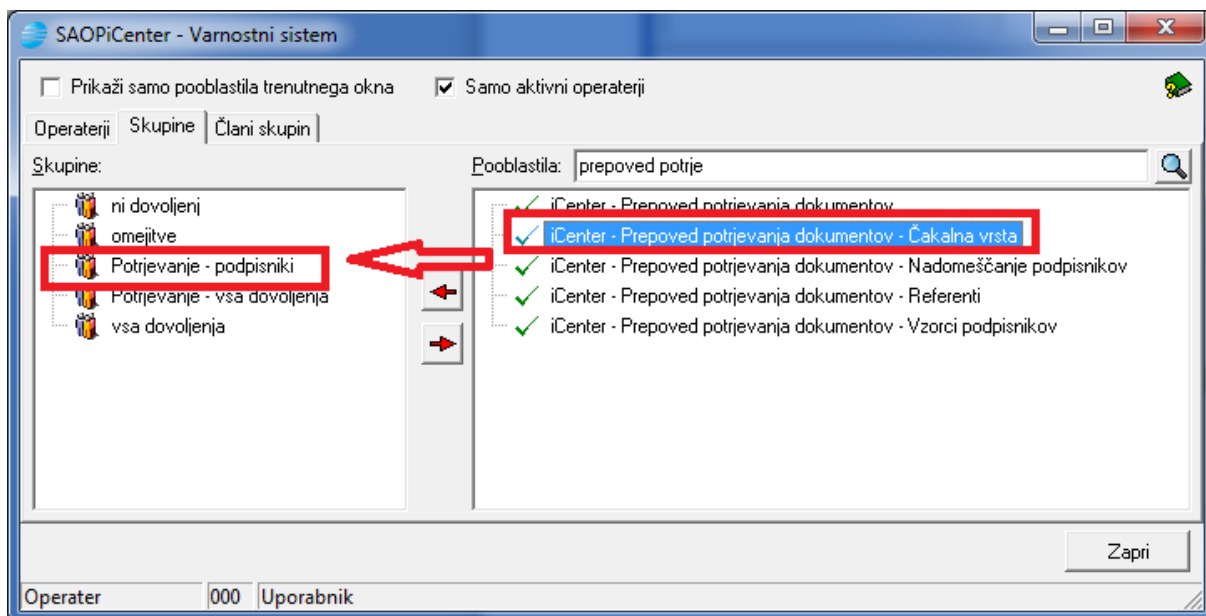 SAOPiCenter - Varnostni sistem
Prikaži samo pooblastila trenutnega okna
Samo aktivni operaterji
Operaterji
Skupine
Člani skupin
Skupine:
Pooblastila:
prepoved potrje
ni dovoljenj
omejitve
Potrjevanje - podpisniki
Potrjevanje - vsa dovoljenja
vsa dovoljenja
iCenter - Prepoved potrjevanja dokumentov
iCenter - Prepoved potrjevanja dokumentov - Čakalna vrsta
iCenter - Prepoved potrjevanja dokumentov - Nadomeščanje podpisnikov
iCenter - Prepoved potrjevanja dokumentov - Referenti
iCenter - Prepoved potrjevanja dokumentov - Vzorci podpisnikov
Zapri
Operater
000
Uporabnik